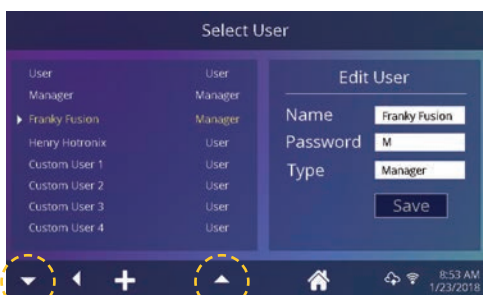 Select User
User User
Manager Manager
Franky Fusion Manager
Henry Hotronix User
Custom User 1 User
Custom User 2 User
Custom User 3 User
Custom User 4 User
Edit User
Name Franky Fusion
Password M
Type Manager
Save
8:53 AM
1/23/2018